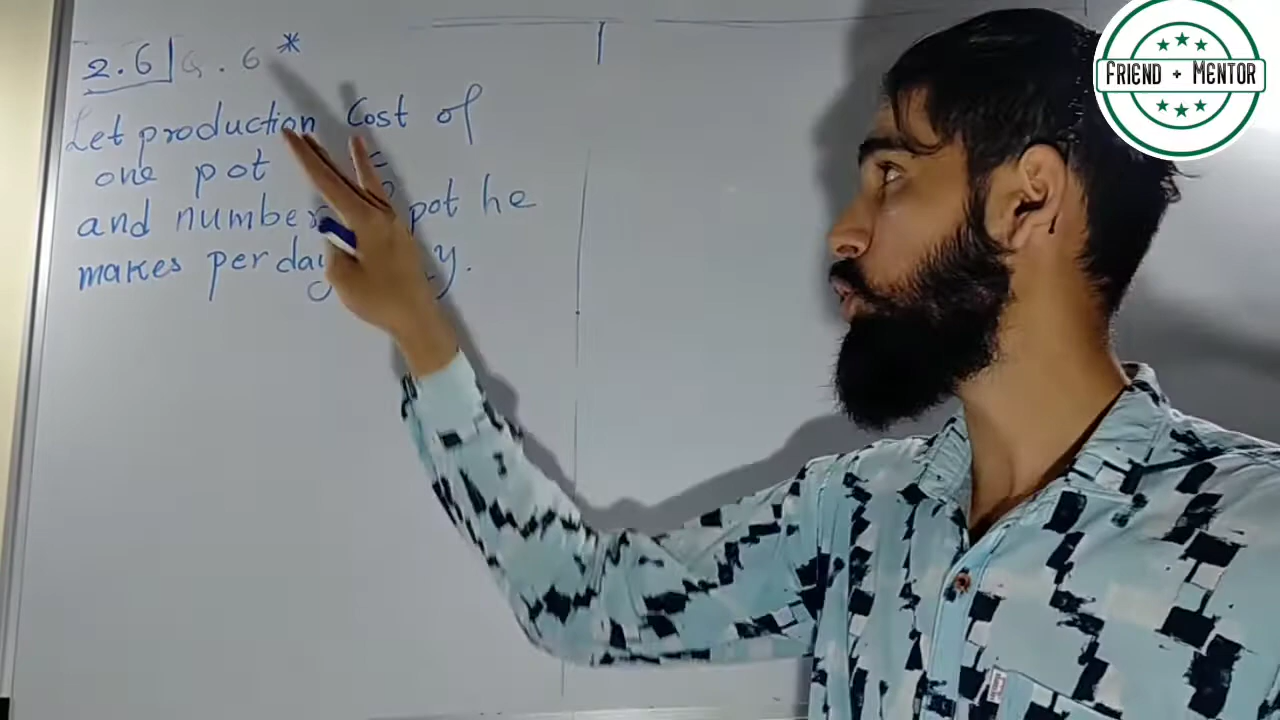 2.6 Q.6*
Let production Cost of
one pot =
and number pot he
makes per day y.
FRIEND + MENTOR